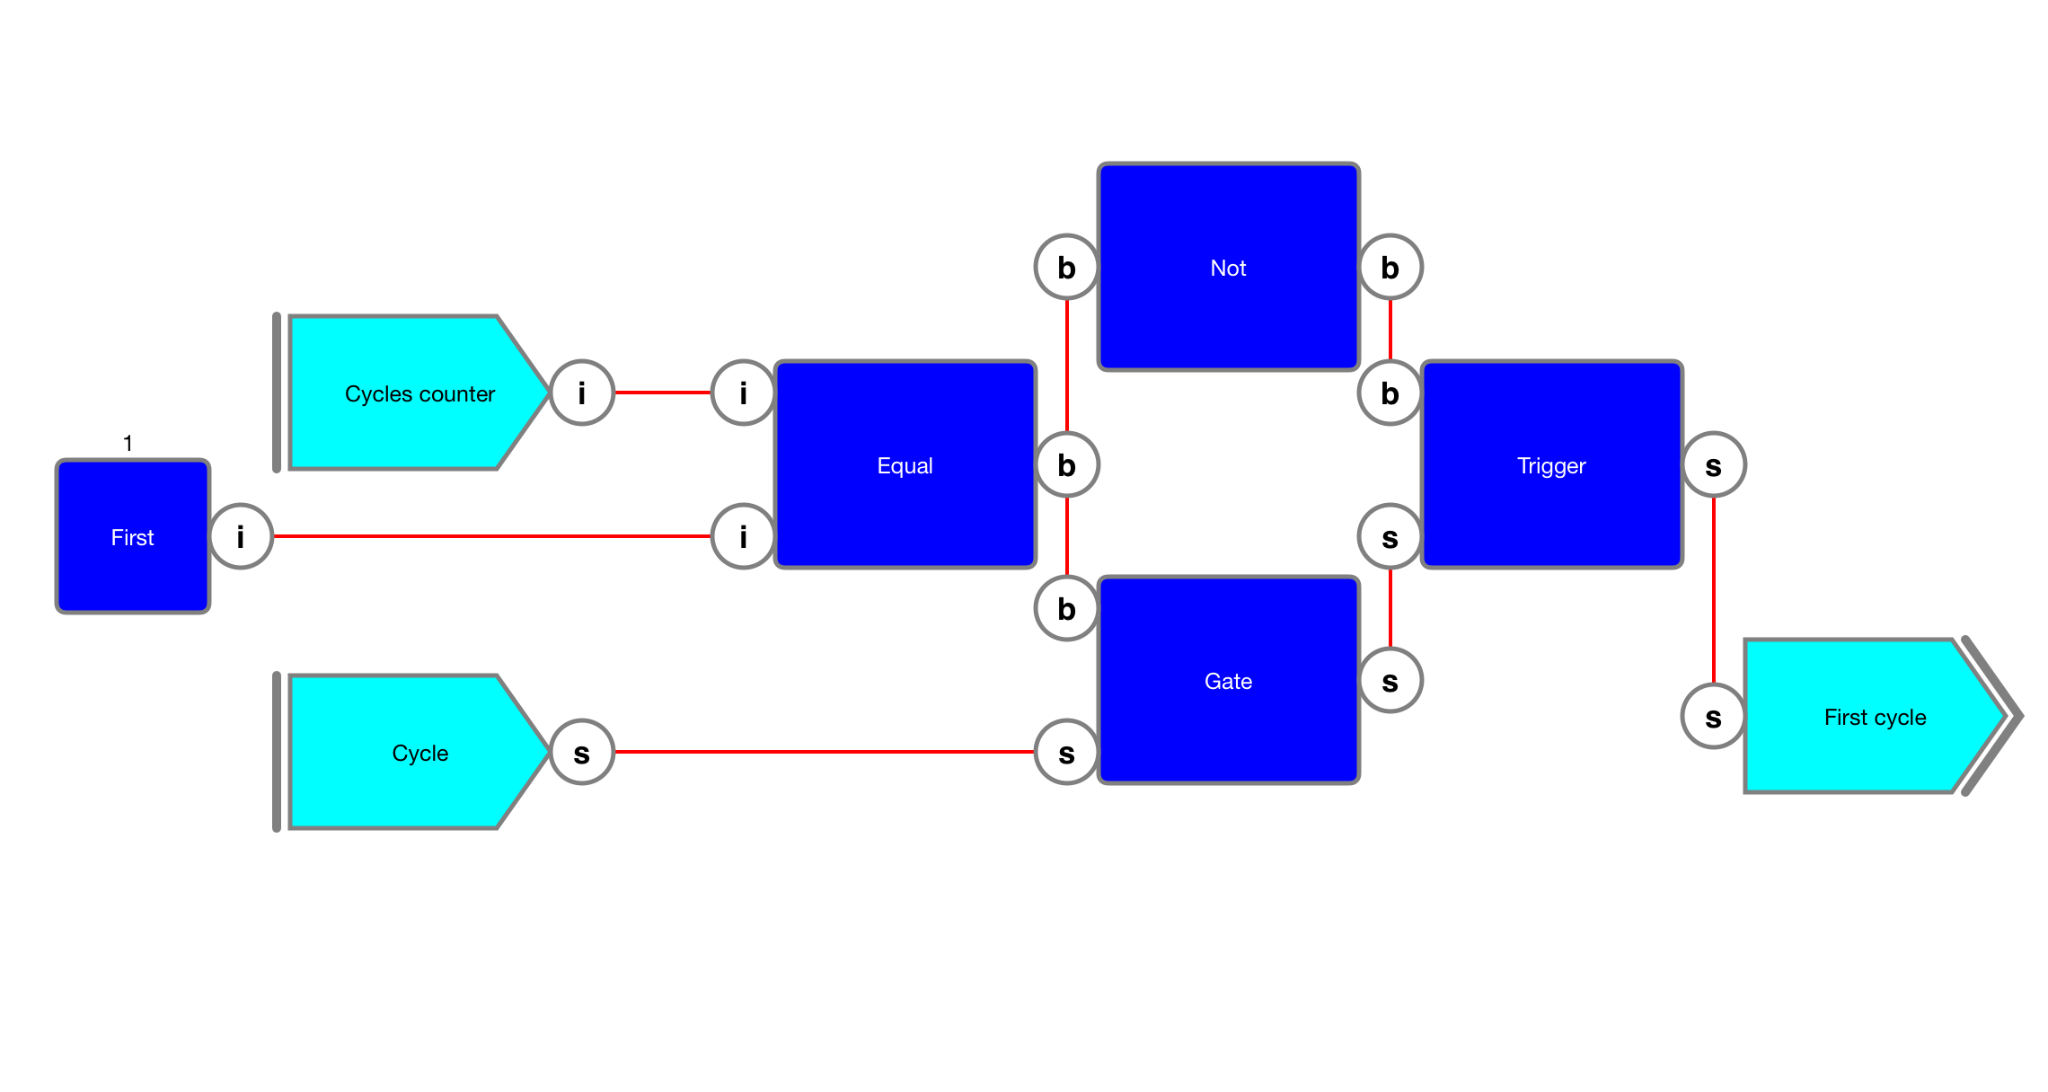 Not
b
b
Cycles counter
i
i
b
1
Equal
b
Trigger
s
First
i
i
s
b
Gate
s
Cycle
s
s
s
First cycle